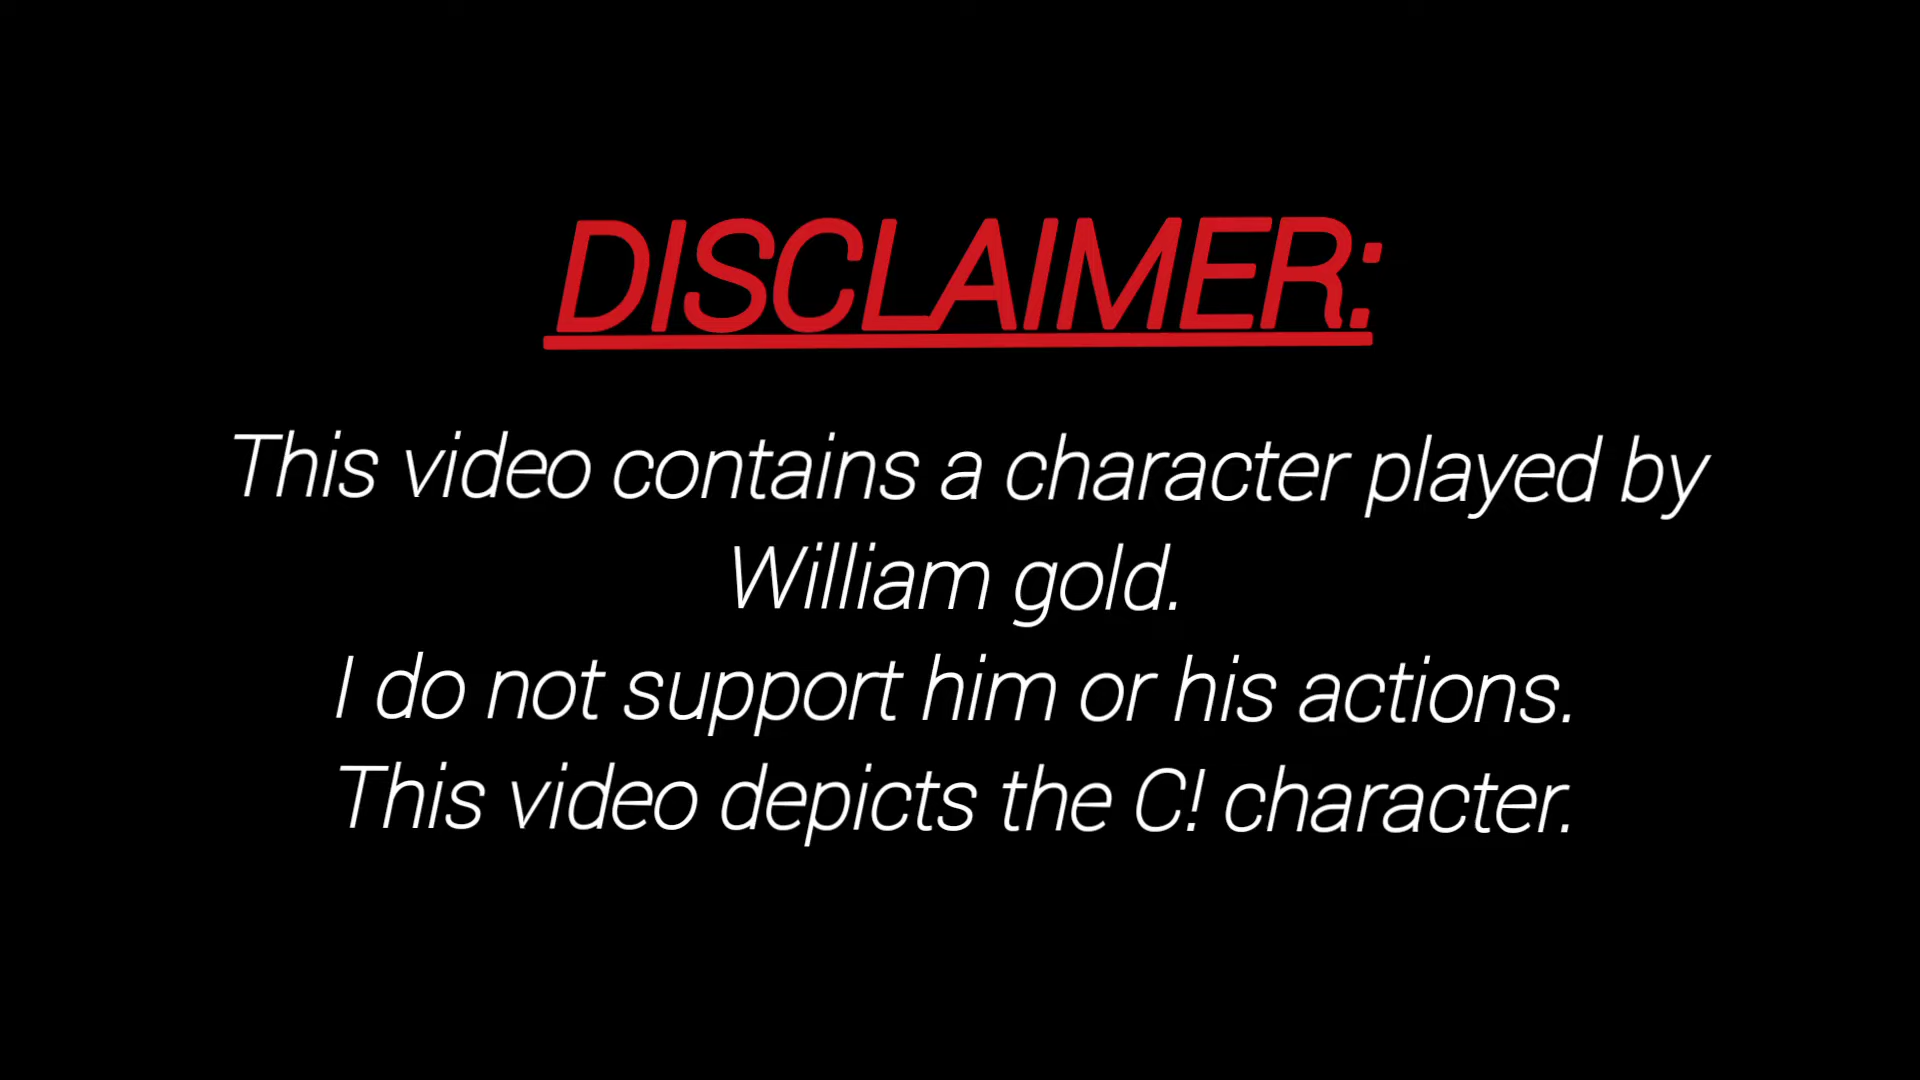 DISCLAIMER:
This video contains a character played by
William gold.
I do not support him or his actions.
This video depicts the C! character.